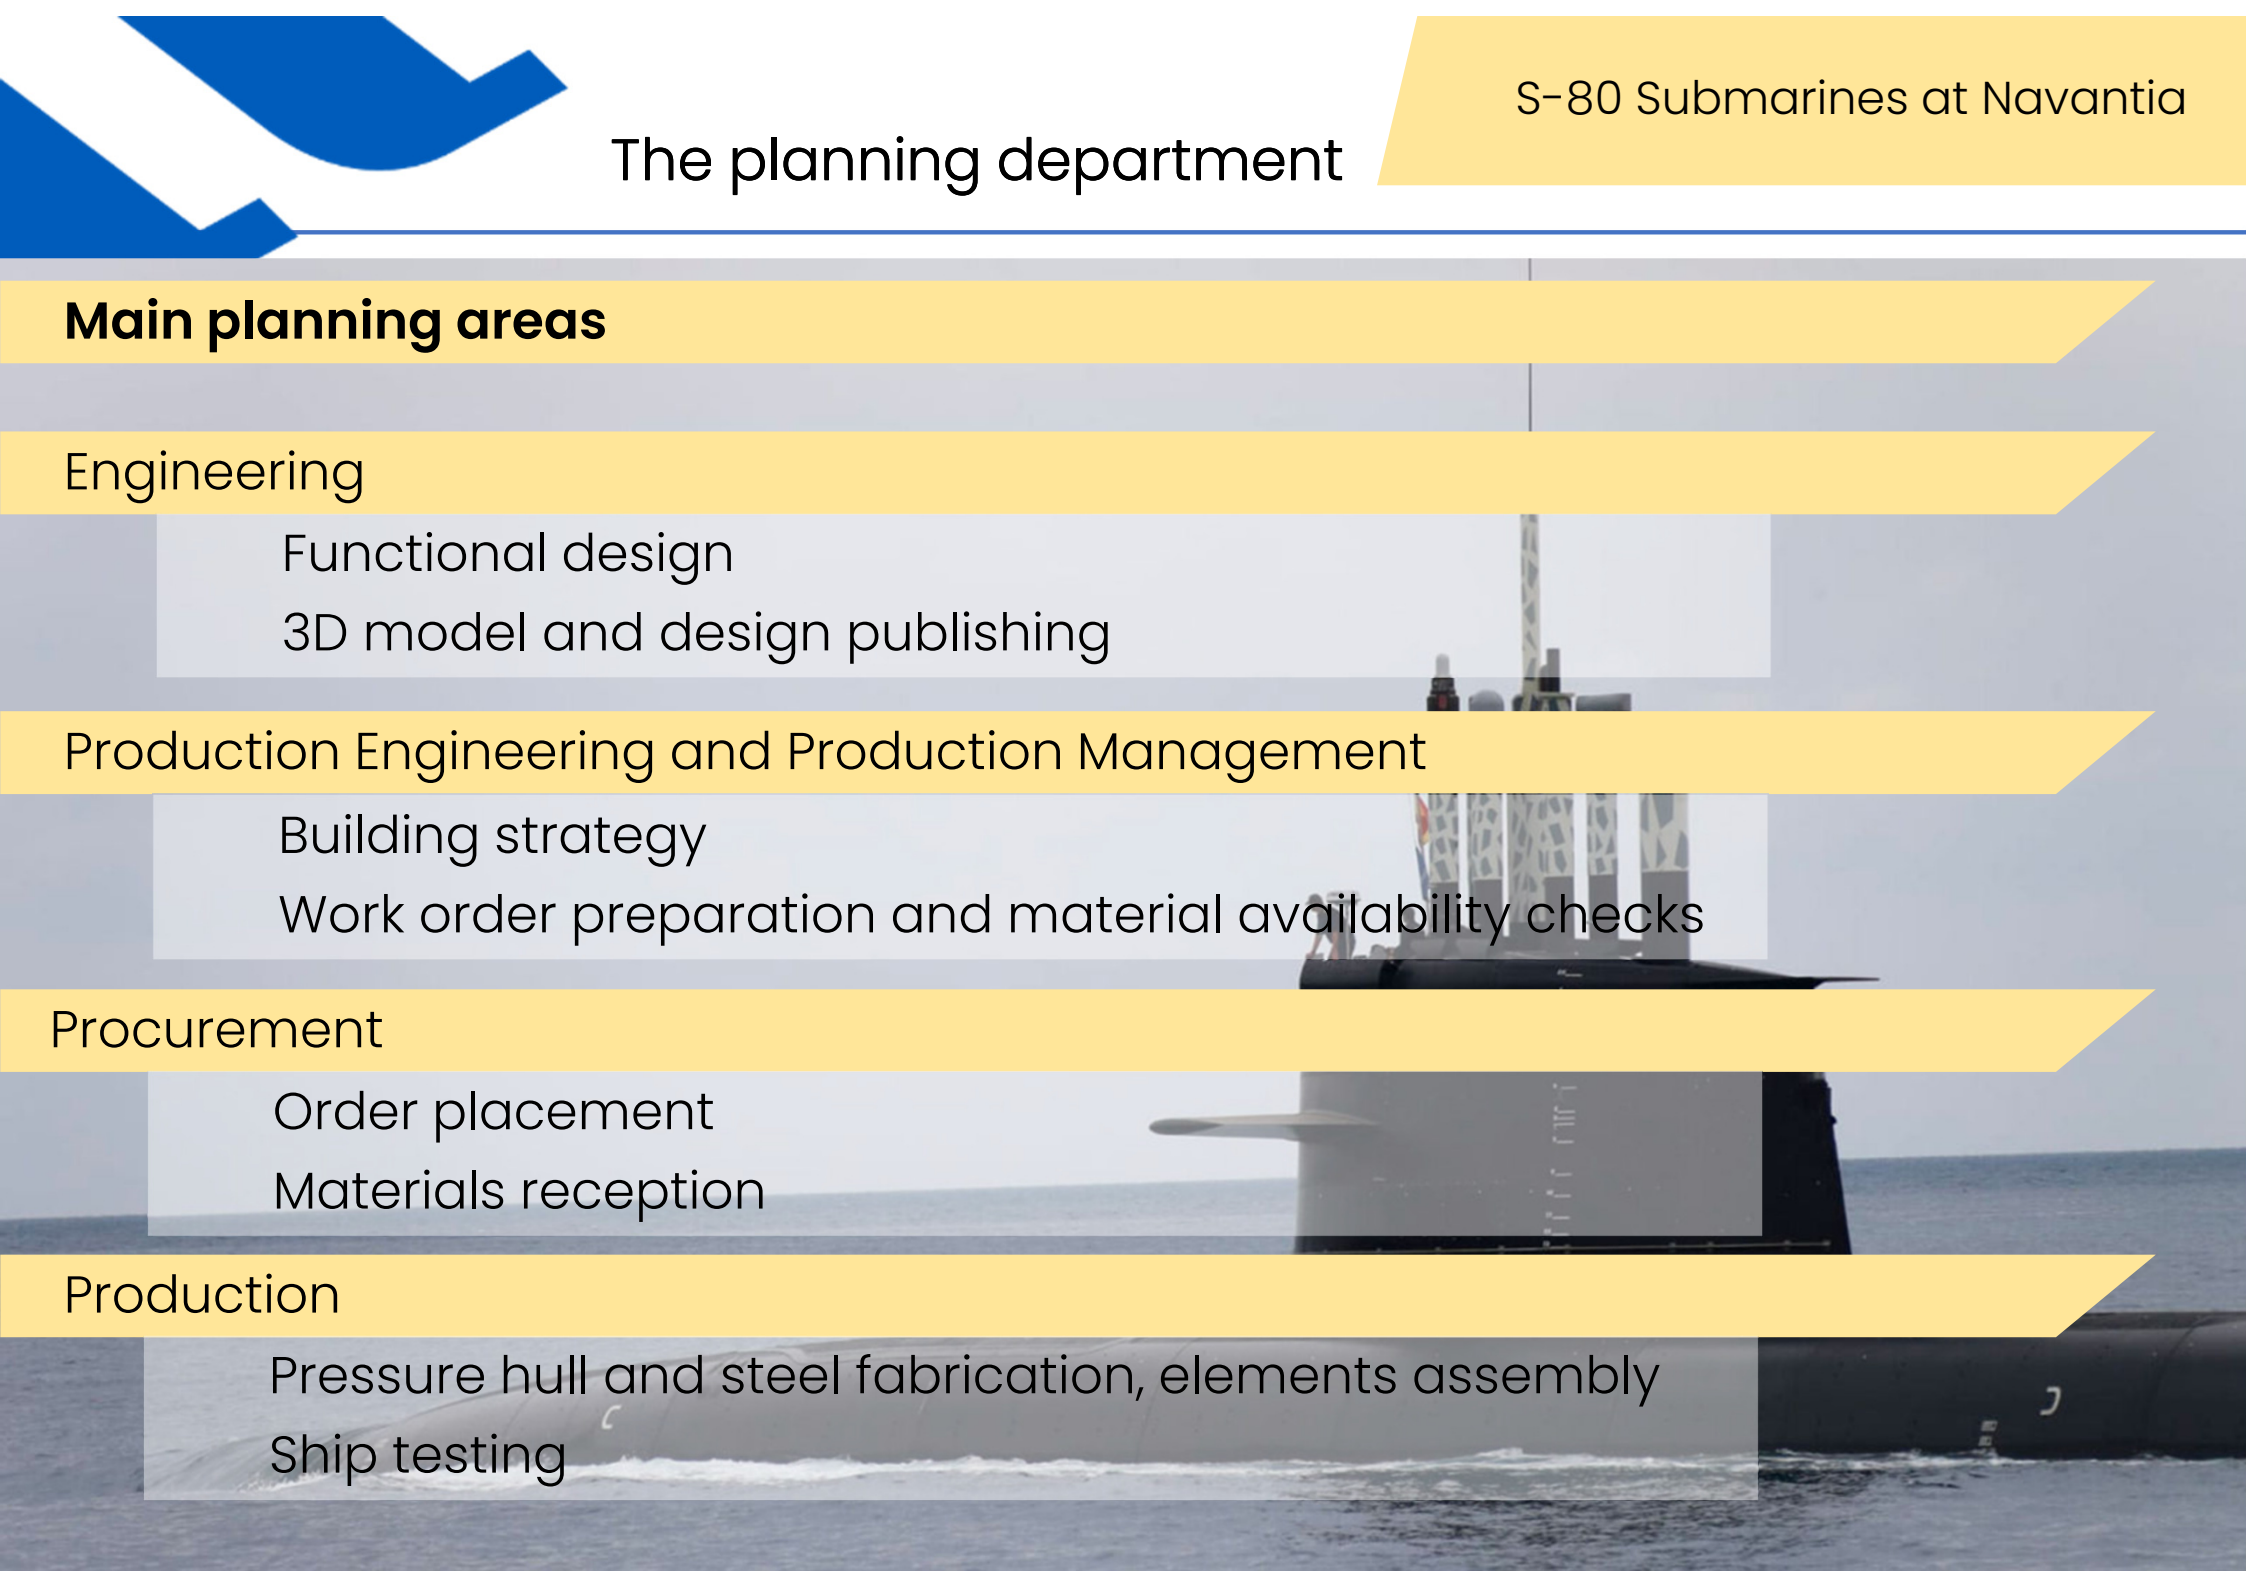 S-80 Submarines at Navantia
The planning department
Main planning areas
Engineering
Functional design
3D model and design publishing
Production Engineering and Production Management
Building strategy
Work order preparation and material availability checks
Procurement
Order placement
Materials reception
Production
Pressure hull and steel fabrication, elements assembly
Ship testing